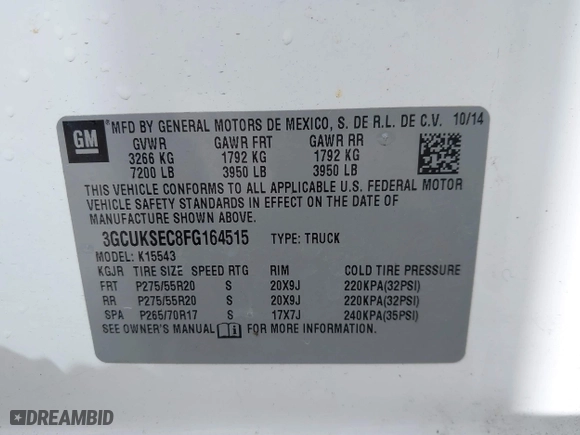 GM MFD BY GENERAL MOTORS DE MEXICO, S. DE R.L. DE C.V. 10/14
GVWR GAWR FRT GAWR RR
3266 KG 1792 KG 1792 KG
7200 LB 3950 LB 3950 LB
THIS VEHICLE CONFORMS TO ALL APPLICABLE U.S. FEDERAL MOTOR
VEHICLE SAFETY STANDARDS IN EFFECT ON THE DATE OF
MANUFACTURE SHOWN ABOVE.
3GCUKSEC8FG164515 TYPE: TRUCK
MODEL: K15543
KGJR TIRE SIZE SPEED RTG RIM COLD TIRE PRESSURE
FRT P275/55R20 S 20X9J 220KPA(32PSI)
RR P275/55R20 S 20X9J 220KPA(32PSI)
SPA P265/70R17 S 17X7J 240KPA(35PSI)
SEE OWNER'S MANUAL FOR MORE INFORMATION.
DREAMBID